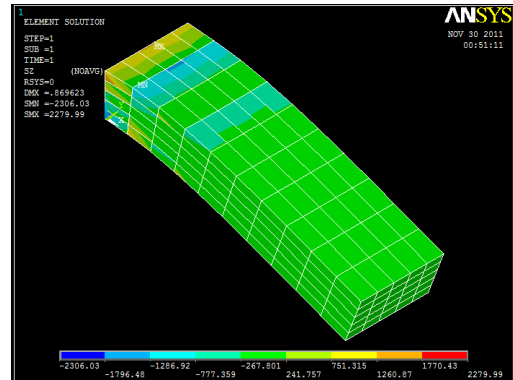 1
ELEMENT SOLUTION
STEP=1
SUB =1
TIME=1
SZ (NOAVG)
RSYS=0
DMX =.869623
SMN =-2306.03
SMX =2279.99
ANSYS
NOV 30 2011
00:51:11
MX
MN
Y
X
-2306.03 -1286.92 -267.801 751.315 1770.43
-1796.48 -777.359 241.757 1260.87 2279.99